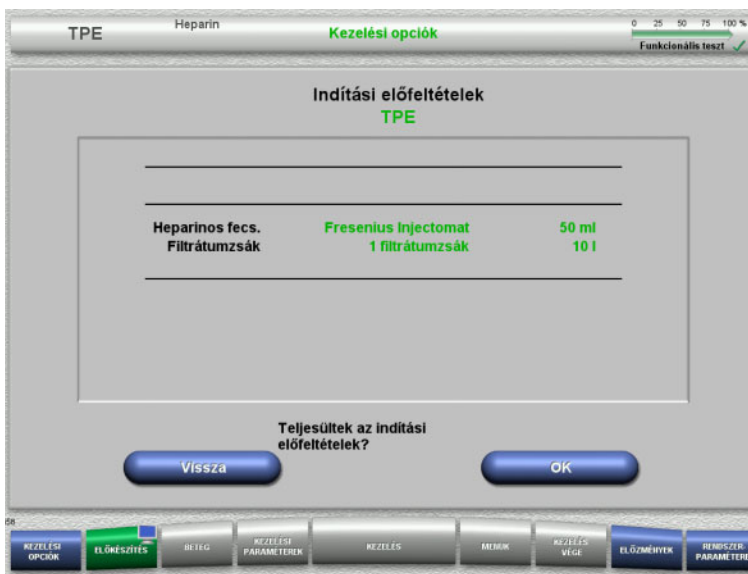 TPE
Heparin
Kezelési opciók
0 25 50 75 100 %
Funkcionális teszt
Indítási előfeltételek
TPE
Heparinos fecs. Fresenius Injectomat 50 ml
Filtrátumzsák 1 filtrátumzsák 10 l
Teljesültek az indítási
előfeltételek?
Vissza
OK
KEZELÉSI
OPCIÓK
ELŐKÉSZÍTÉS
BETEG
KEZELÉSI
PARAMÉTEREK
KEZELÉS
MENÜK
KEZELÉS
VÉGE
ELŐZMÉNYEK
RENDSZER